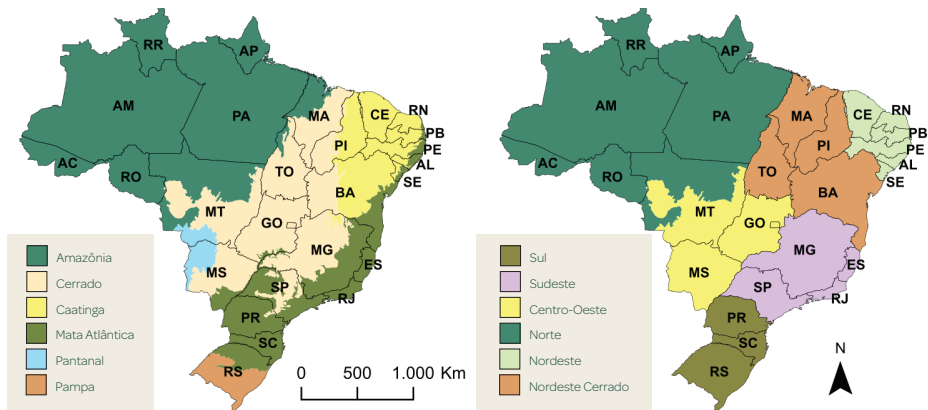 RR
AP
AM
PA
MA
CE
RN
PB
PE
AL
SE
PI
AC
RO
TO
BA
MT
GO
MG
ES
MS
SP
RJ
PR
SC
RS
Amazônia
Cerrado
Caatinga
Mata Atlântica
Pantanal
Pampa
0 500 1.000 Km
RR
AP
AM
PA
MA
CE
RN
PB
PE
AL
SE
PI
AC
RO
TO
BA
MT
GO
MG
ES
MS
SP
RJ
PR
SC
RS
Sul
Sudeste
Centro-Oeste
Norte
Nordeste
Nordeste Cerrado
N